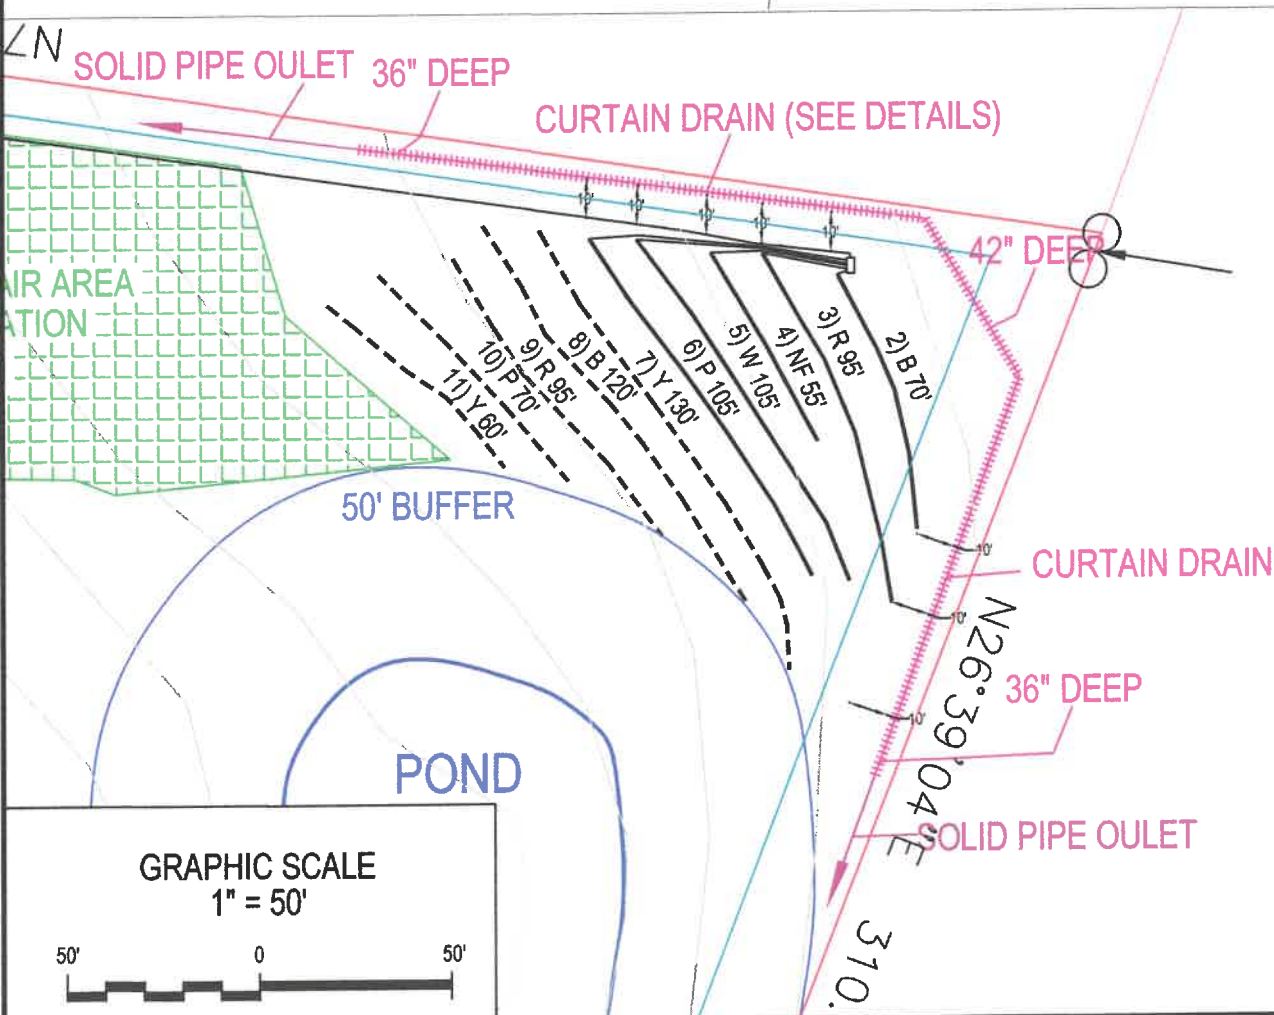 N7
SOLID PIPE OULET
36" DEEP
CURTAIN DRAIN (SEE DETAILS)
10'
10'
10'
10'
10'
42" DEEP
8
AIR AREA
ATION
11) Y 60'
10) P 70'
9) R 95'
8) B 120'
7) Y 130'
6) P 105'
5) W 105'
4) NF 55'
3) R 95'
2) B 70'
50' BUFFER
10'
CURTAIN DRAIN
10'
N26°39'04"E
36" DEEP
10'
POND
SOLID PIPE OULET
310.
GRAPHIC SCALE
1" = 50'
50'
0
50'